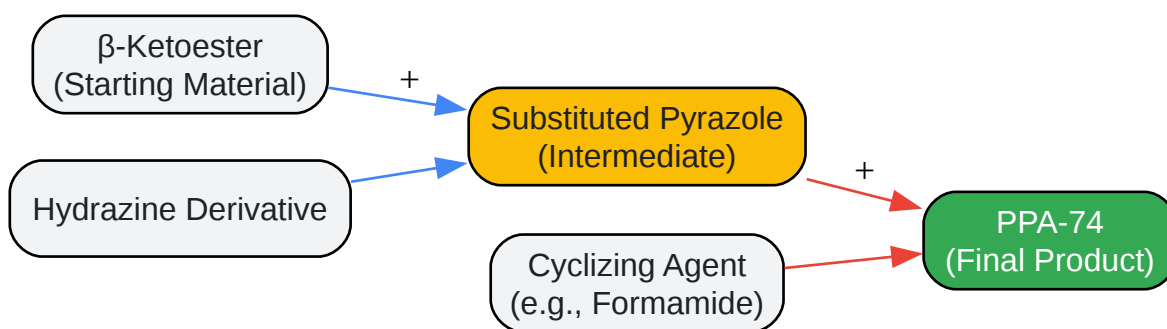 β-Ketoester
(Starting Material)
+
Hydrazine Derivative
Substituted Pyrazole
(Intermediate)
+
Cyclizing Agent
(e.g., Formamide)
PPA-74
(Final Product)